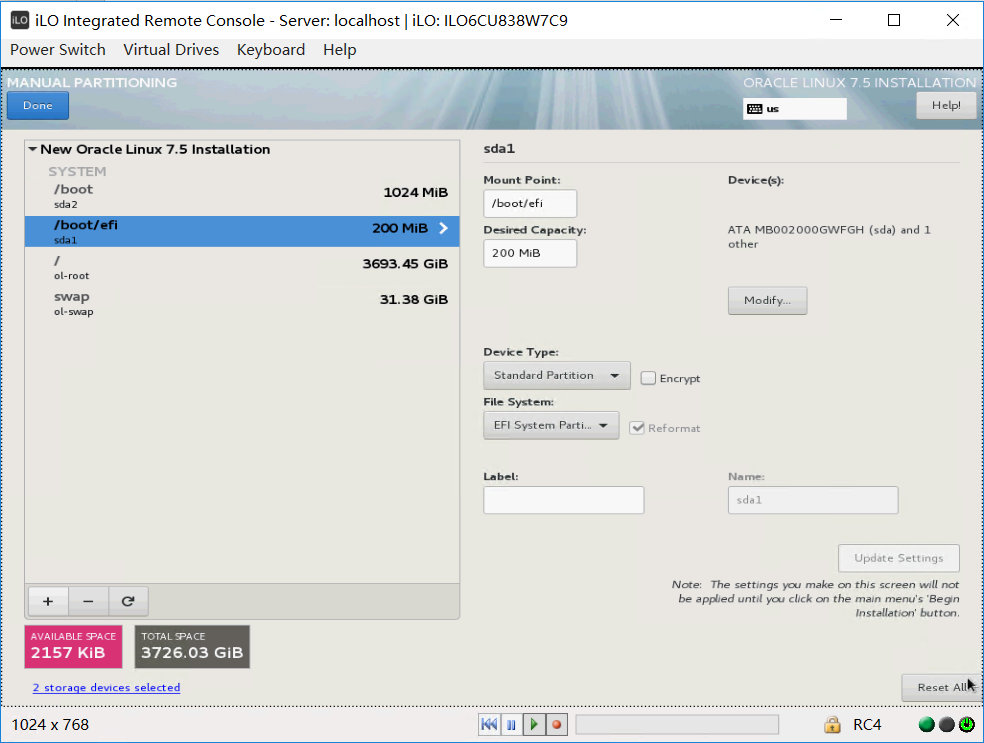 iLO Integrated Remote Console - Server: localhost | iLO: ILO6CU838W7C9
Power Switch Virtual Drives Keyboard Help
MANUAL PARTITIONING
ORACLE LINUX 7.5 INSTALLATION
Done
us
Help!
New Oracle Linux 7.5 Installation
SYSTEM
/boot
1024 MiB
sda2
/boot/efi
200 MiB
sda1
/
3693.45 GiB
ol-root
swap
31.38 GiB
ol-swap
+ −
AVAILABLE SPACE
2157 KiB
TOTAL SPACE
3726.03 GiB
2 storage devices selected
sda1
Mount Point:
/boot/efi
Desired Capacity:
200 MiB
Device(s):
ATA MB002000GWFGH (sda) and 1
other
Modify...
Device Type:
Standard Partition
Encrypt
File System:
EFI System Parti...
Reformat
Label:
Name:
sda1
Update Settings
Note: The settings you make on this screen will not
be applied until you click on the main menu's 'Begin
Installation' button.
Reset All
1024 x 768
RC4